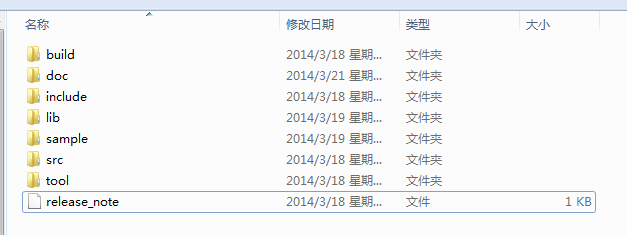 名称 修改日期 类型 大小
build 2014/3/18 星期... 文件夹
doc 2014/3/21 星期... 文件夹
include 2014/3/18 星期... 文件夹
lib 2014/3/19 星期... 文件夹
sample 2014/3/19 星期... 文件夹
src 2014/3/18 星期... 文件夹
tool 2014/3/18 星期... 文件夹
release_note 2014/3/18 星期... 文件 1 KB